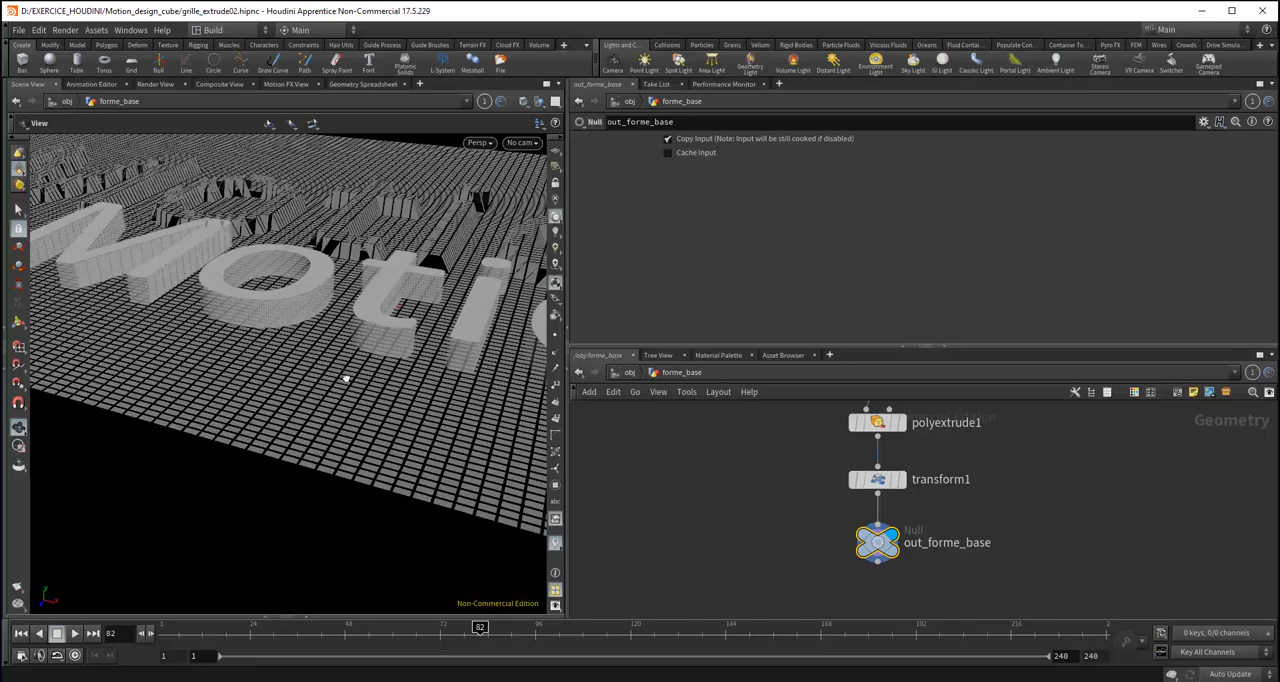 D:/EXERCICE_HOUDINI/Motion_design_cube/grille_extrude02.hipnc - Houdini Apprentice Non-Commercial 17.5.229
File Edit Render Assets Windows Help Build Main Main
Create Modify Model Polygon Deform Texture Rigging Muscles Characters Constraints Hair Utils Guide Process Guide Brushes Terrain FX Cloud FX Volume
Box Sphere Tube Torus Grid Null Line Circle Curve Draw Curve Path Spray Paint Font Platonic Solids L-System Metaball File
Lights and C... Collisions Particles Grains Vellum Rigid Bodies Particle Fluids Viscous Fluids Oceans Fluid Contai... Populate Con... Container To... Pyro FX FEM Wires Crowds Drive Simula...
Camera Point Light Spot Light Area Light Geometry Light Volume Light Distant Light Environment Light Sky Light GI Light Caustic Light Portal Light Ambient Light Stereo Camera VR Camera Switcher Gamepad Camera
Scene View Animation Editor Render View Composite View Motion FX View Geometry Spreadsheet
obj forme_base 1
View
Persp No cam
Motio
abc
Non-Commercial Edition
out_forme_base Take List Performance Monitor
obj forme_base 1
Null out_forme_base
Copy Input (Note: Input will be still cooked if disabled)
Cache Input
/obj/forme_base Tree View Material Palette Asset Browser
obj forme_base 1
Add Edit Go View Tools Layout Help
Geometry
polyextrude1
transform1
Null
out_forme_base
82 1 24 48 72 82 96 120 144 168 192 216 2
0 keys, 0/0 channels
1 1 240 240 Key All Channels
Auto Update